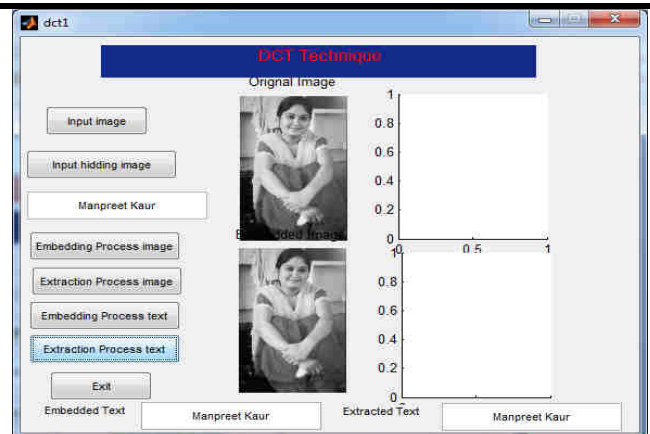 dct1
DCT Technique
Orignal Image
Input image
Input hidding image
Manpreet Kaur
Embedding Process image
Extraction Process image
Embedding Process text
Extraction Process text
Exit
1
0.8
0.6
0.4
0.2
0
0 0.5 1
Image
1
0.8
0.6
0.4
0.2
0
Embedded Text Manpreet Kaur Extracted Text Manpreet Kaur